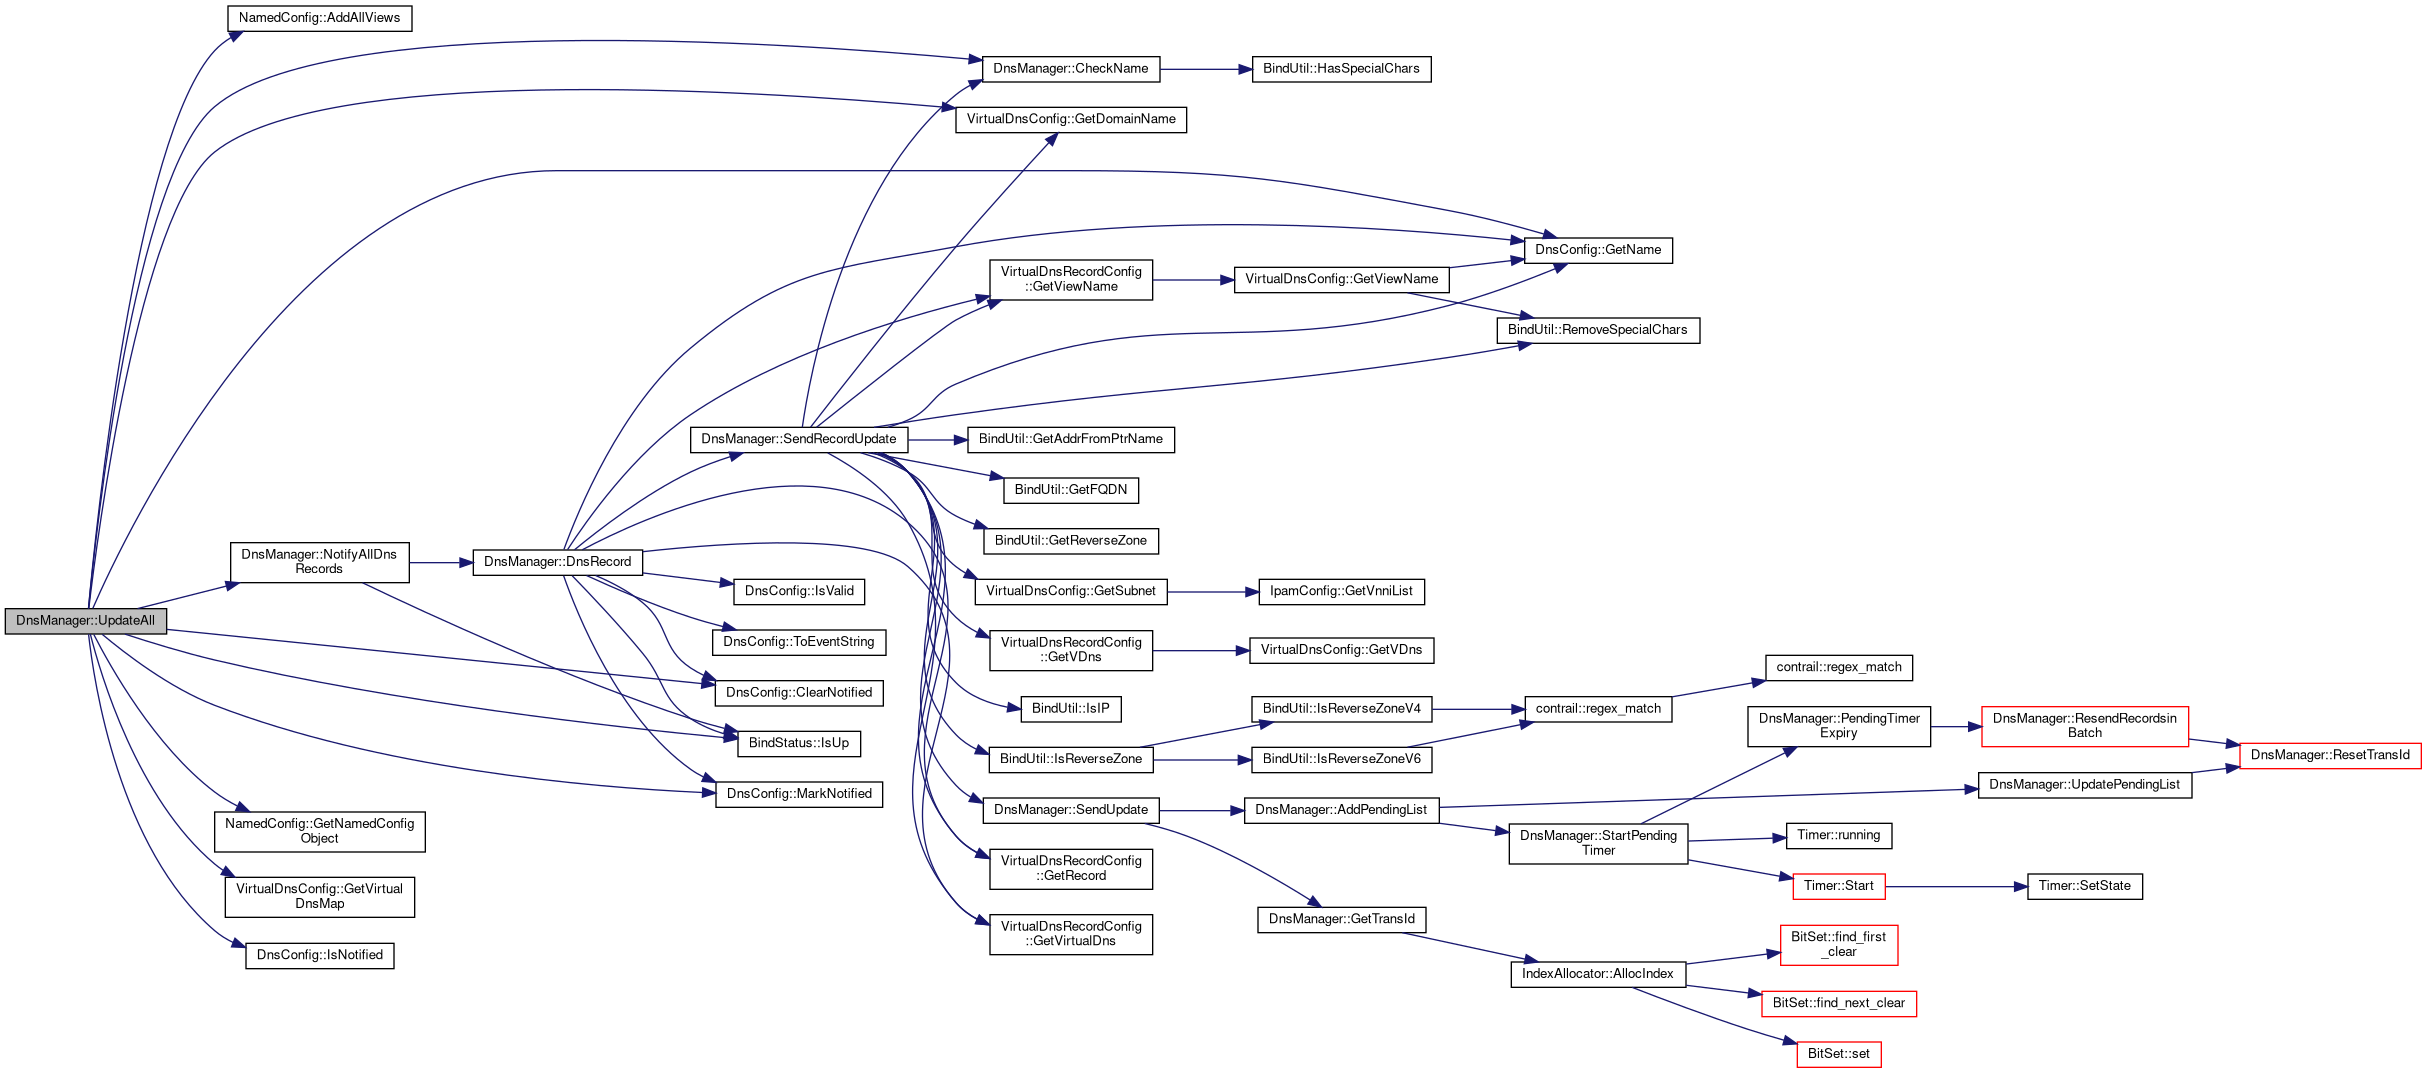 NamedConfig::AddAllViews
DnsManager::CheckName
BindUtil::HasSpecialChars
VirtualDnsConfig::GetDomainName
DnsConfig::GetName
VirtualDnsRecordConfig
::GetViewName
VirtualDnsConfig::GetViewName
BindUtil::RemoveSpecialChars
DnsManager::SendRecordUpdate
BindUtil::GetAddrFromPtrName
BindUtil::GetFQDN
BindUtil::GetReverseZone
DnsManager::NotifyAllDns
Records
DnsManager::DnsRecord
DnsConfig::IsValid
VirtualDnsConfig::GetSubnet
IpamConfig::GetVnniList
DnsManager::UpdateAll
DnsConfig::ToEventString
VirtualDnsRecordConfig
::GetVDns
VirtualDnsConfig::GetVDns
contrail::regex_match
DnsConfig::ClearNotified
BindUtil::IsIP
BindUtil::IsReverseZoneV4
contrail::regex_match
BindStatus::IsUp
BindUtil::IsReverseZone
BindUtil::IsReverseZoneV6
DnsManager::PendingTimer
Expiry
DnsManager::ResendRecordsin
Batch
DnsManager::ResetTransId
DnsConfig::MarkNotified
DnsManager::UpdatePendingList
DnsManager::SendUpdate
DnsManager::AddPendingList
NamedConfig::GetNamedConfig
Object
DnsManager::StartPending
Timer
Timer::running
VirtualDnsRecordConfig
::GetRecord
Timer::Start
Timer::SetState
VirtualDnsConfig::GetVirtual
DnsMap
VirtualDnsRecordConfig
::GetVirtualDns
DnsManager::GetTransId
DnsConfig::IsNotified
BitSet::find_first
_clear
IndexAllocator::AllocIndex
BitSet::find_next_clear
BitSet::set